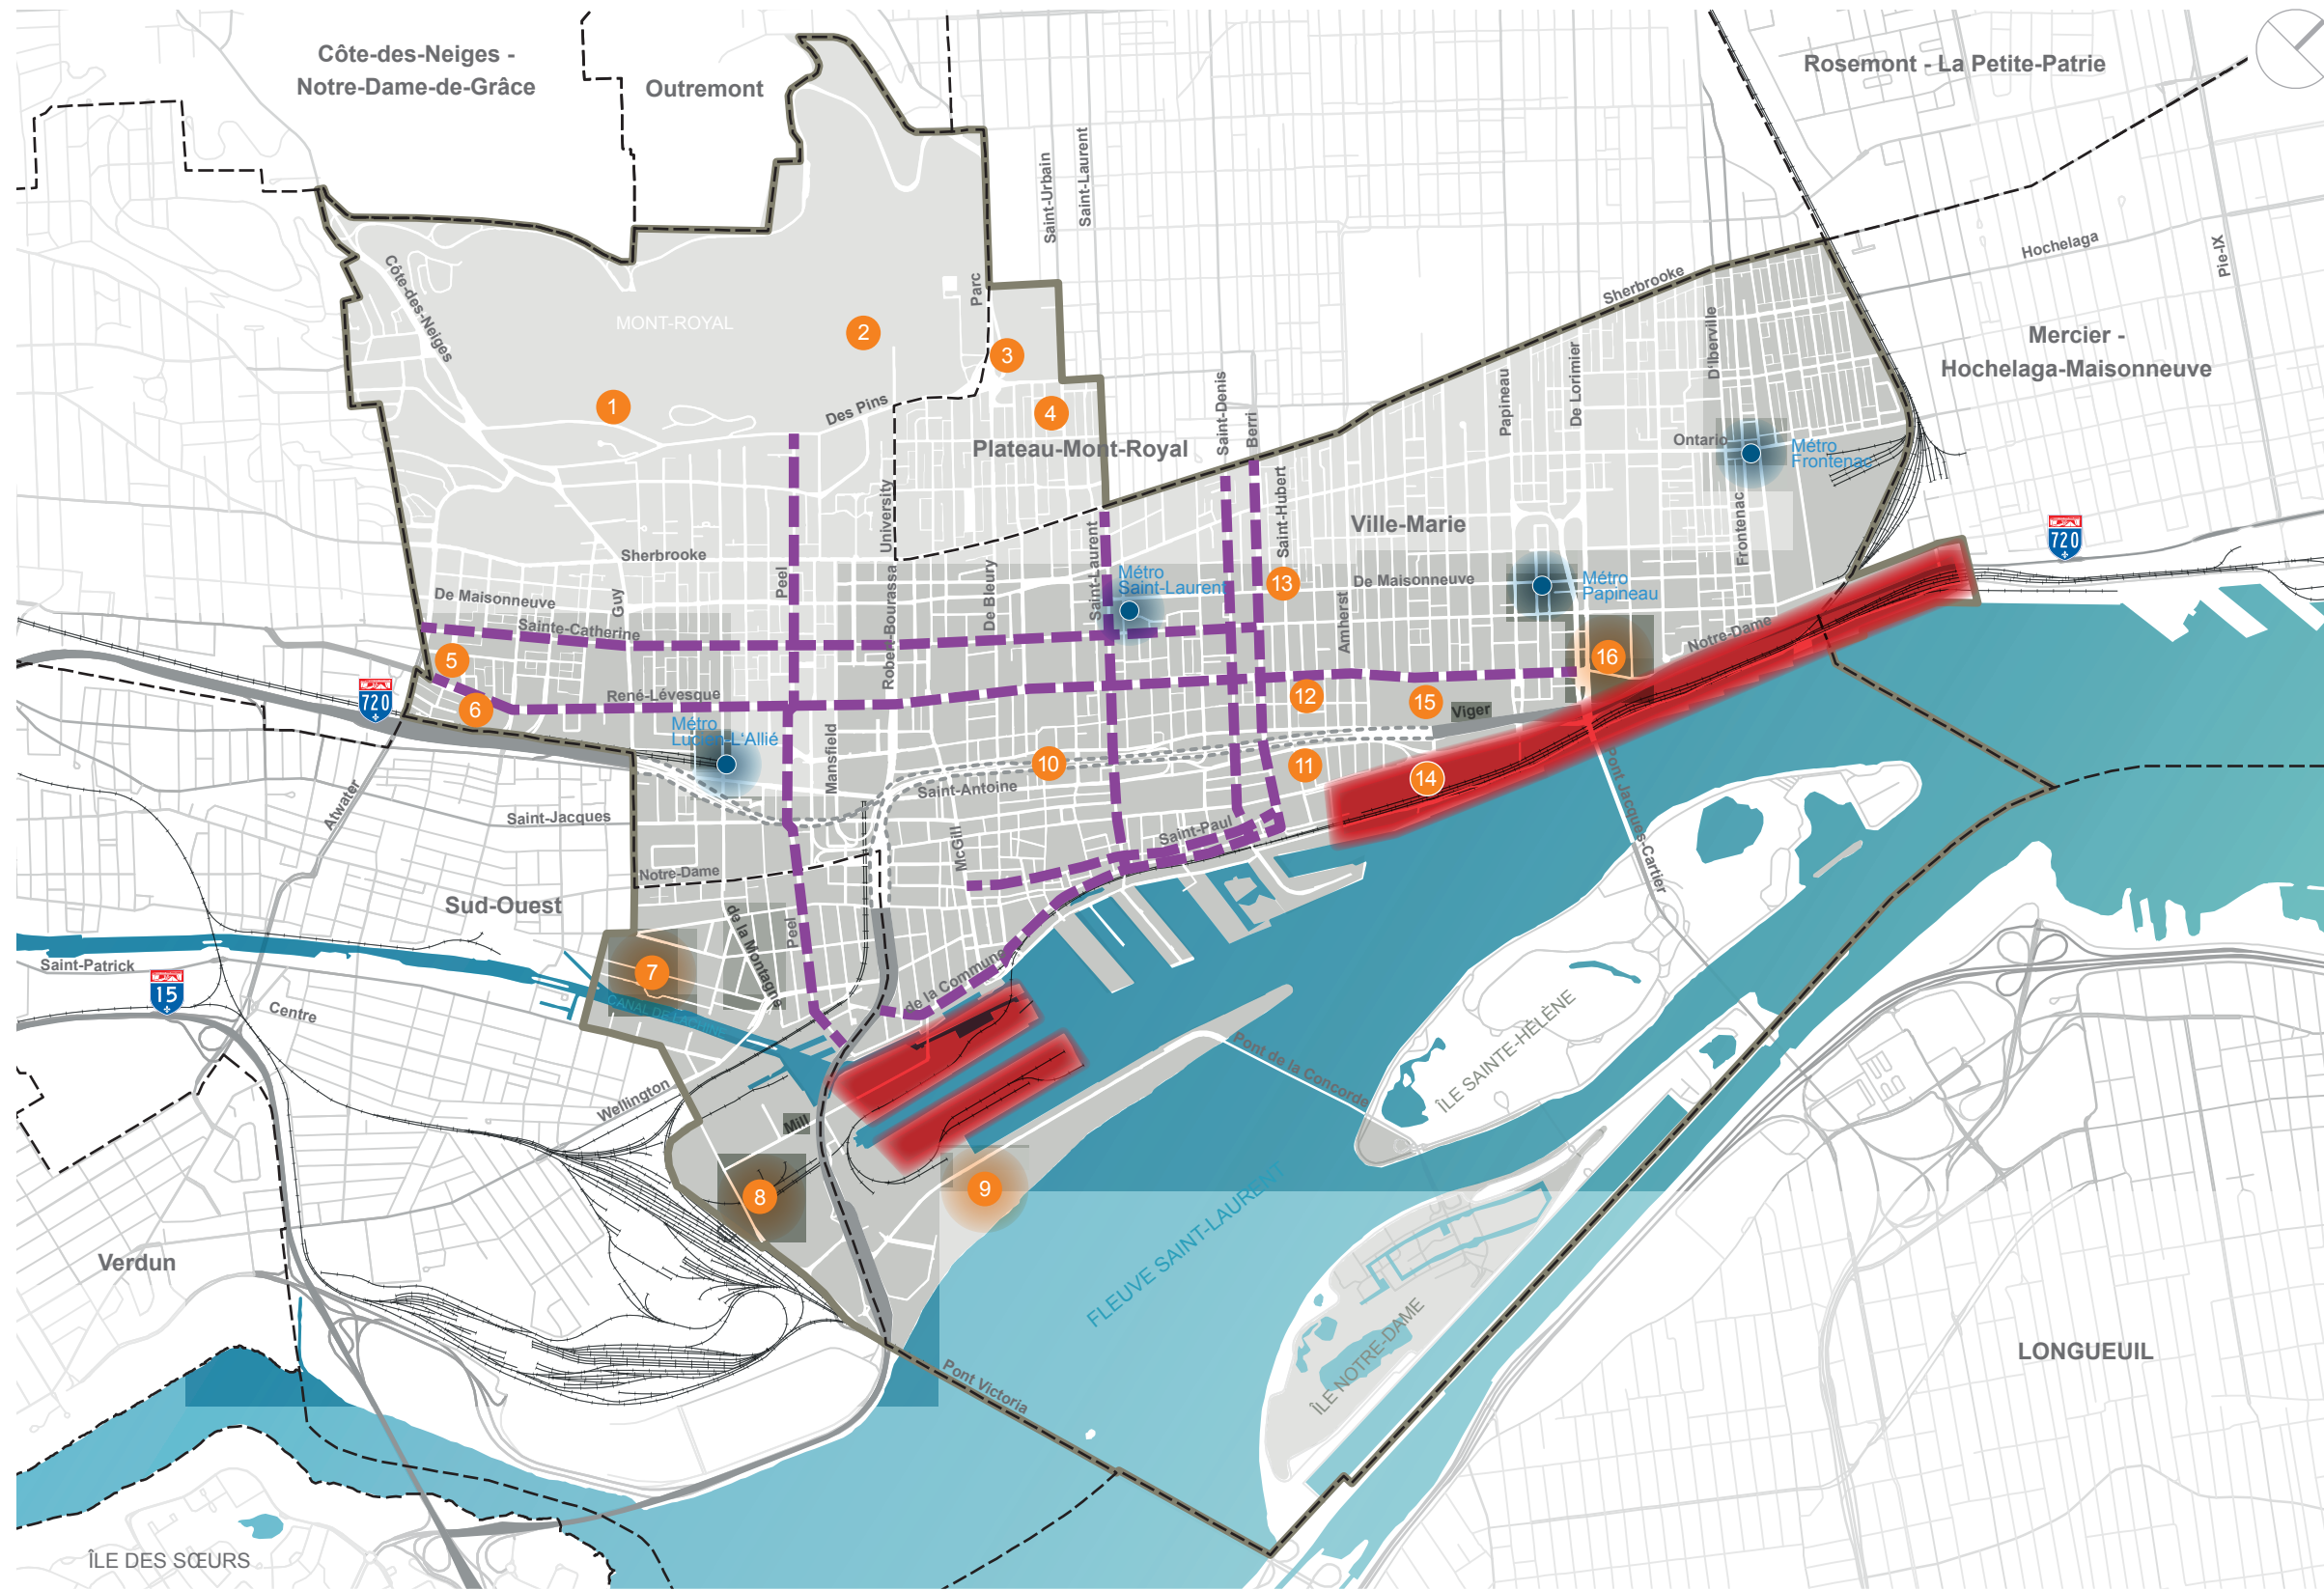 Côte-des-Neiges -
Notre-Dame-de-Grâce
Outremont
Rosemont - La Petite-Patrie
Saint-Urbain
Saint-Laurent
Hochelaga
Pie-IX
Côte-des-Neiges
Parc
Sherbrooke
MONT-ROYAL
2
3
Mercier -
Hochelaga-Maisonneuve
D'Iberville
De Lorimier
Papineau
1
Des Pins
4
Saint-Denis
Berri
Plateau-Mont-Royal
Ontario
Métro
Frontenac
University
Saint-Hubert
Ville-Marie
Frontenac
720
Sherbrooke
Peel
De Bleury
Saint-Laurent
Métro
Saint-Laurent
13
De Maisonneuve
Métro
Papineau
De Maisonneuve
Guy
Sainte-Catherine
Robert-Bourassa
Amherst
Notre-Dame
5
16
720
6
René-Lévesque
12
15
Viger
Métro
Lucien-L'Allié
Mansfield
10
11
14
Saint-Antoine
Pont Jacques-Cartier
Atwater
Saint-Jacques
McGill
Saint-Paul
Notre-Dame
Sud-Ouest
de la Montagne
Peel
Saint-Patrick
15
7
CANAL DE LACHINE
de la Commune
Centre
Pont de la Concorde
ÎLE SAINTE-HÉLÈNE
Wellington
Mill
8
9
FLEUVE SAINT-LAURENT
Verdun
ÎLE NOTRE-DAME
LONGUEUIL
Pont Victoria
ÎLE DES SŒURS